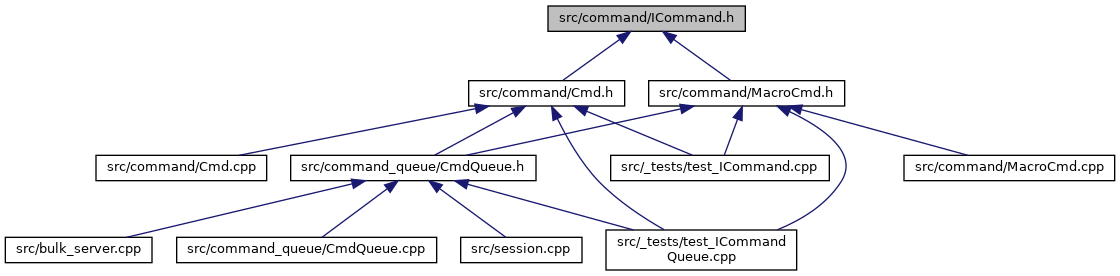 src/command/ICommand.h
src/command/Cmd.h
src/command/MacroCmd.h
src/command/Cmd.cpp
src/command_queue/CmdQueue.h
src/_tests/test_ICommand.cpp
src/command/MacroCmd.cpp
src/bulk_server.cpp
src/command_queue/CmdQueue.cpp
src/session.cpp
src/_tests/test_ICommand
Queue.cpp